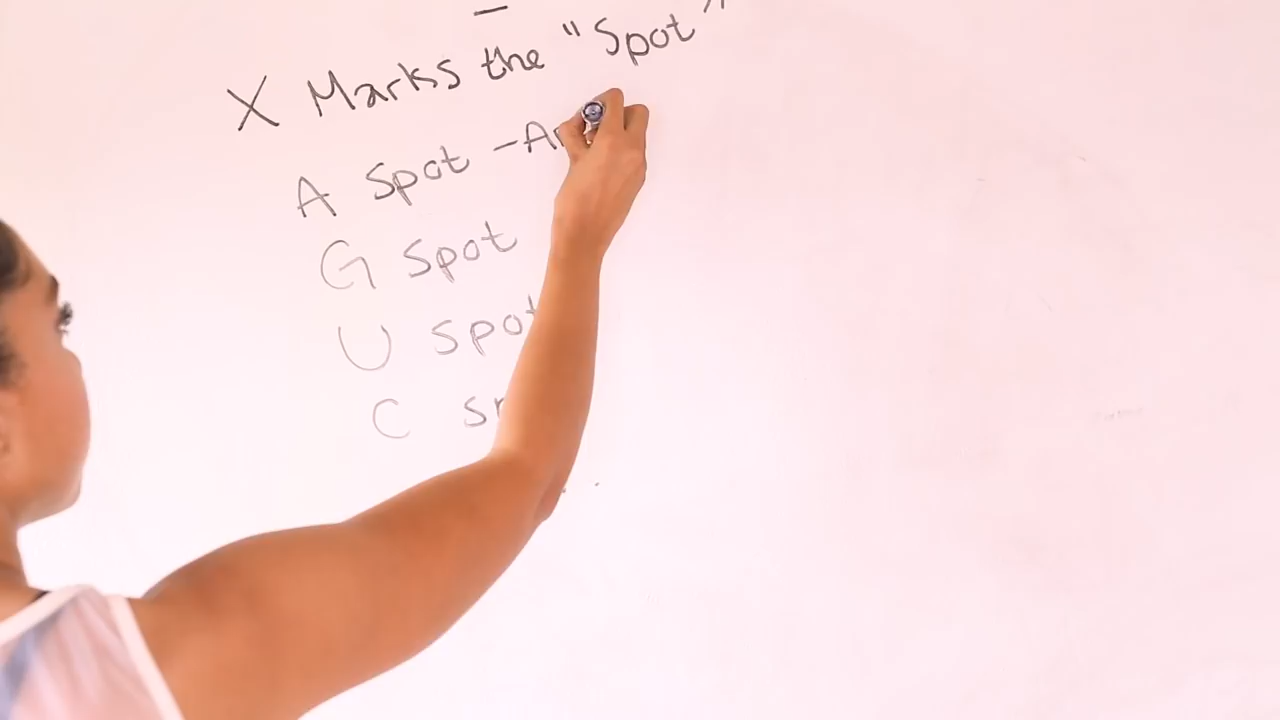 X Marks the "Spot"
A Spot -
G Spot
U Spot
C